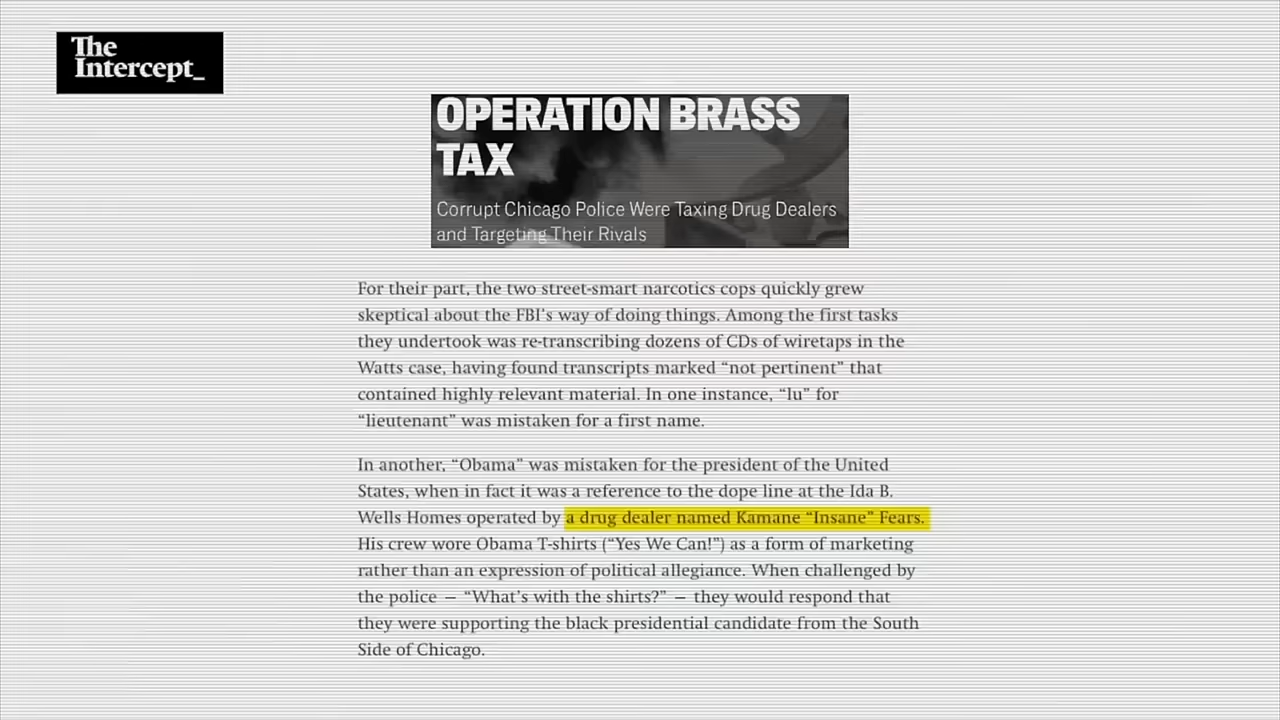 The
Intercept_
OPERATION BRASS
TAX
Corrupt Chicago Police Were Taxing Drug Dealers
and Targeting Their Rivals
For their part, the two street-smart narcotics cops quickly grew
skeptical about the FBI’s way of doing things. Among the first tasks
they undertook was re-transcribing dozens of CDs of wiretaps in the
Watts case, having found transcripts marked “not pertinent” that
contained highly relevant material. In one instance, “lu” for
“lieutenant” was mistaken for a first name.
In another, “Obama” was mistaken for the president of the United
States, when in fact it was a reference to the dope line at the Ida B.
Wells Homes operated by a drug dealer named Kamane “Insane” Fears.
His crew wore Obama T-shirts (“Yes We Can!”) as a form of marketing
rather than an expression of political allegiance. When challenged by
the police — “What’s with the shirts?” — they would respond that
they were supporting the black presidential candidate from the South
Side of Chicago.